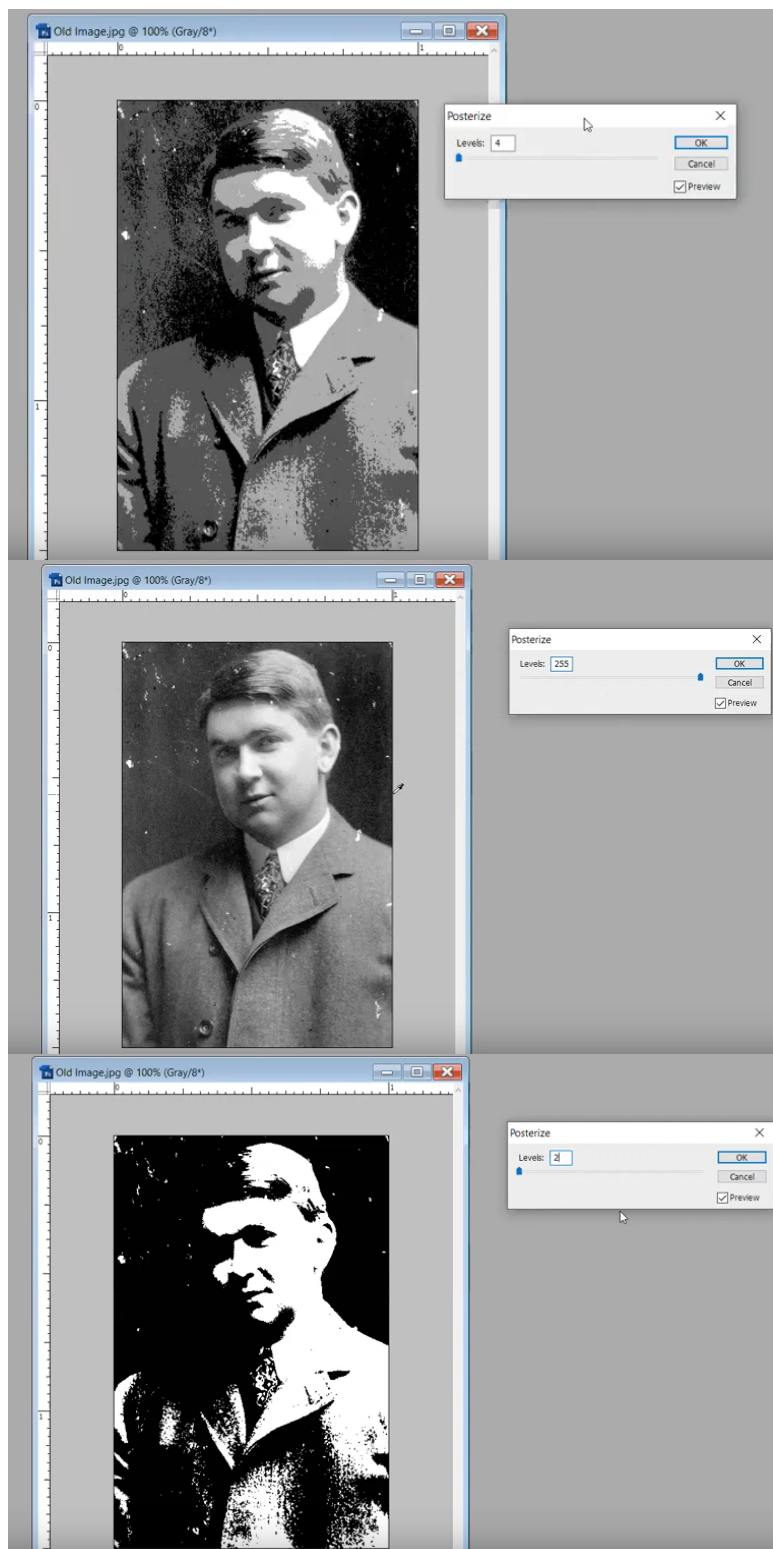 Old Image.jpg @ 100% (Gray/8*)
0
1
0
1
Posterize
Levels: 4
OK
Cancel
Preview
Old Image.jpg @ 100% (Gray/8*)
0
1
0
1
Posterize
Levels: 255
OK
Cancel
Preview
Old Image.jpg @ 100% (Gray/8*)
0
1
0
1
Posterize
Levels: 2
OK
Cancel
Preview